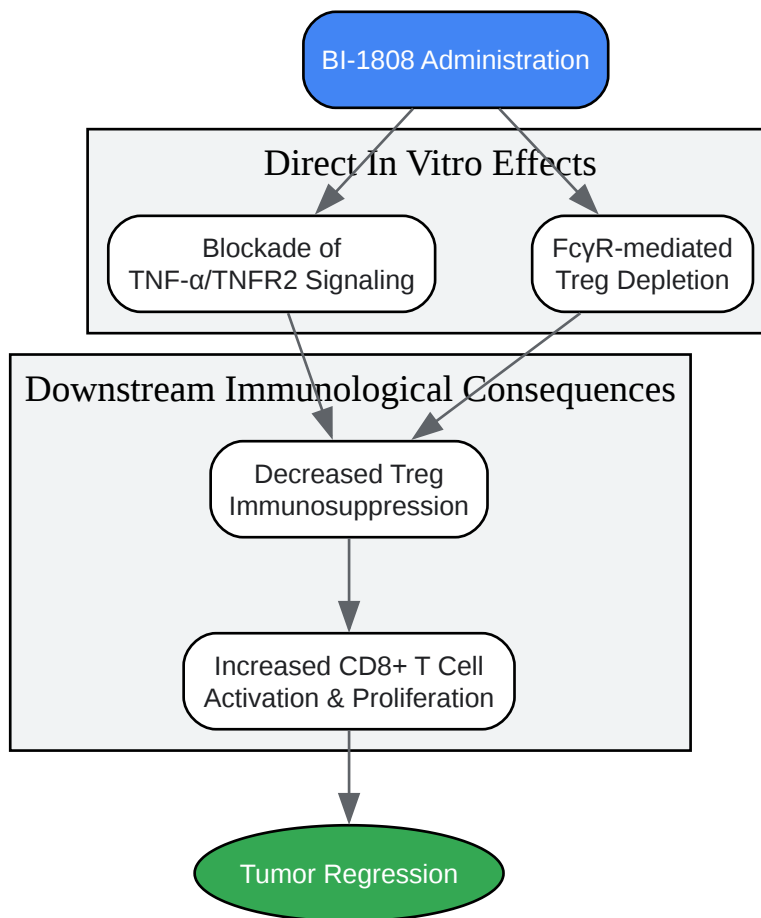 BI-1808 Administration
Direct In Vitro Effects
Blockade of
TNF-α/TNFR2 Signaling
FcγR-mediated
Treg Depletion
Downstream Immunological Consequences
Decreased Treg
Immunosuppression
Increased CD8+ T Cell
Activation & Proliferation
Tumor Regression